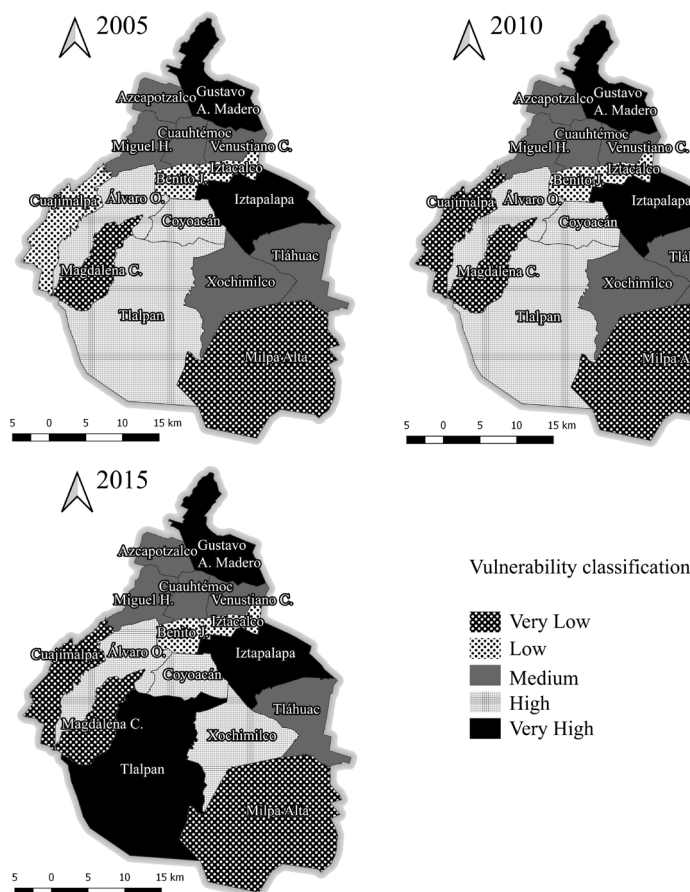 2005
Gustavo
A. Madero
Azcapotzalco
Cuauhtémoc
Miguel H.
Venustiano C.
Iztacalco
Benito J.
Cuajimalpa
Álvaro O.
Iztapalapa
Coyoacán
Tláhuac
Magdalena C.
Xochimilco
Tlalpan
Milpa Alta
5 0 5 10 15 km
2010
Gustavo
A. Madero
Azcapotzalco
Cuauhtémoc
Miguel H.
Venustiano C.
Iztacalco
Benito J.
Cuajimalpa
Álvaro O.
Iztapalapa
Coyoacán
Tláh
Magdalena C.
Xochimilco
Tlalpan
Milpa A
5 0 5 10 15 km
2015
Gustavo
A. Madero
Azcapotzalco
Cuauhtémoc
Miguel H.
Venustiano C.
Iztacalco
Benito J.
Cuajimalpa
Álvaro O.
Iztapalapa
Coyoacán
Tláhuac
Magdalena C.
Xochimilco
Tlalpan
Milpa Alta
5 0 5 10 15 km
Vulnerability classification
Very Low
Low
Medium
High
Very High